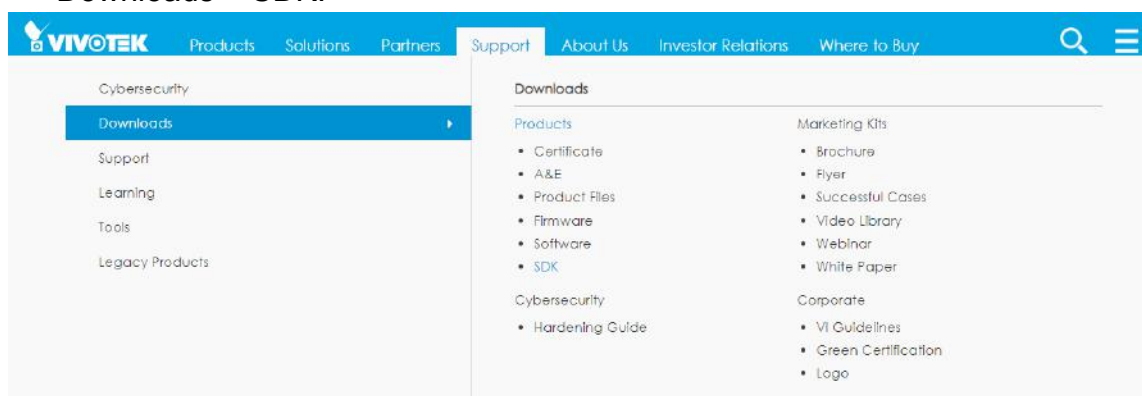 VIVOTEK Products Solutions Partners Support About Us Investor Relations Where to Buy
Cybersecurity
Downloads
Support
Learning
Tools
Legacy Products
Downloads
Products
• Certificate
• A&E
• Product Files
• Firmware
• Software
• SDK
Cybersecurity
• Hardening Guide
Marketing Kits
• Brochure
• Flyer
• Successful Cases
• Video Library
• Webinar
• White Paper
Corporate
• VI Guidelines
• Green Certification
• Logo